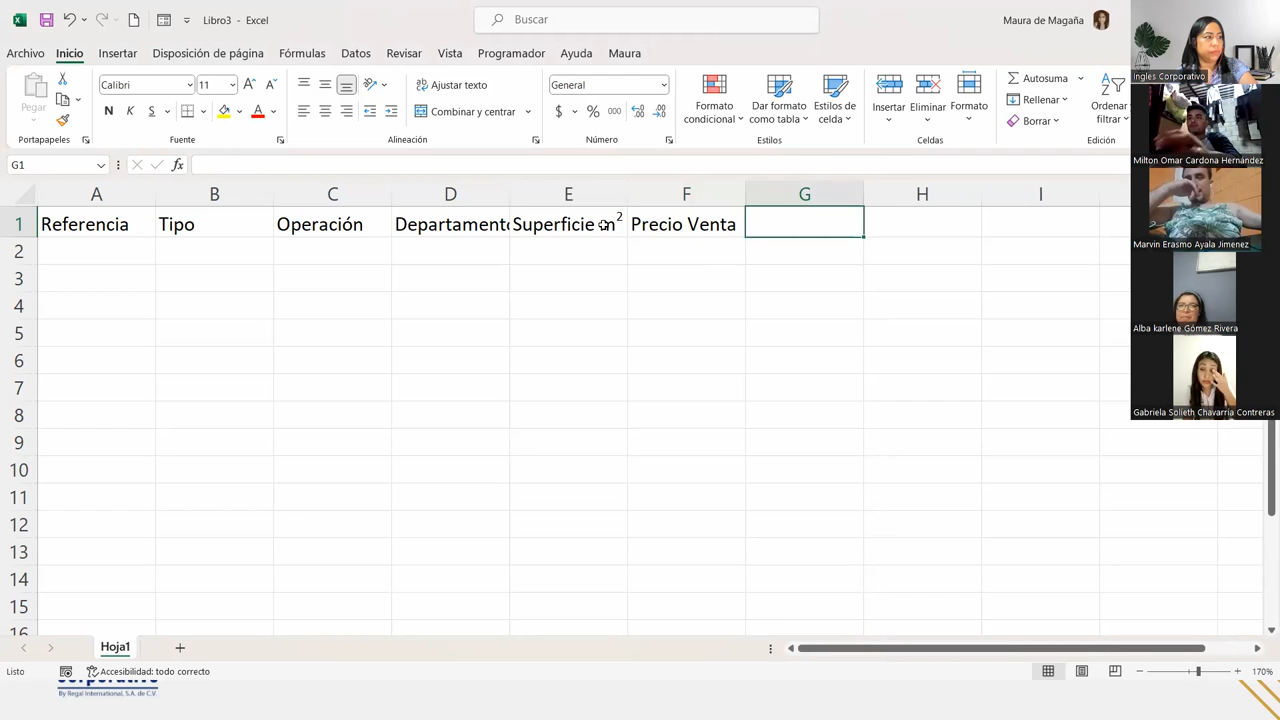 Libro3 - Excel
Buscar
Maura de Magaña
Archivo Inicio Insertar Disposición de página Fórmulas Datos Revisar Vista Programador Ayuda Maura
Pegar
Portapapeles
Calibri 11
N K S
Fuente
Ajustar texto
Combinar y centrar
Alineación
General
$ % 000
Número
Formato condicional
Dar formato como tabla
Estilos de celda
Estilos
Insertar Eliminar Formato
Celdas
Autosuma
Rellenar
Borrar
Ordenar filtrar
Edición
G1
fx
A B C D E F G H I
1 Referencia Tipo Operación Departamento Superficie m² Precio Venta
2
3
4
5
6
7
8
9
10
11
12
13
14
15
16
Hoja1
Listo
Accesibilidad: todo correcto
170%
By Regal International, S.A. de C.V.
Ingles Corporativo
Milton Omar Cardona Hernández
Marvin Erasmo Ayala Jimenez
Alba karlene Gómez Rivera
Gabriela Solieth Chavarria Contreras